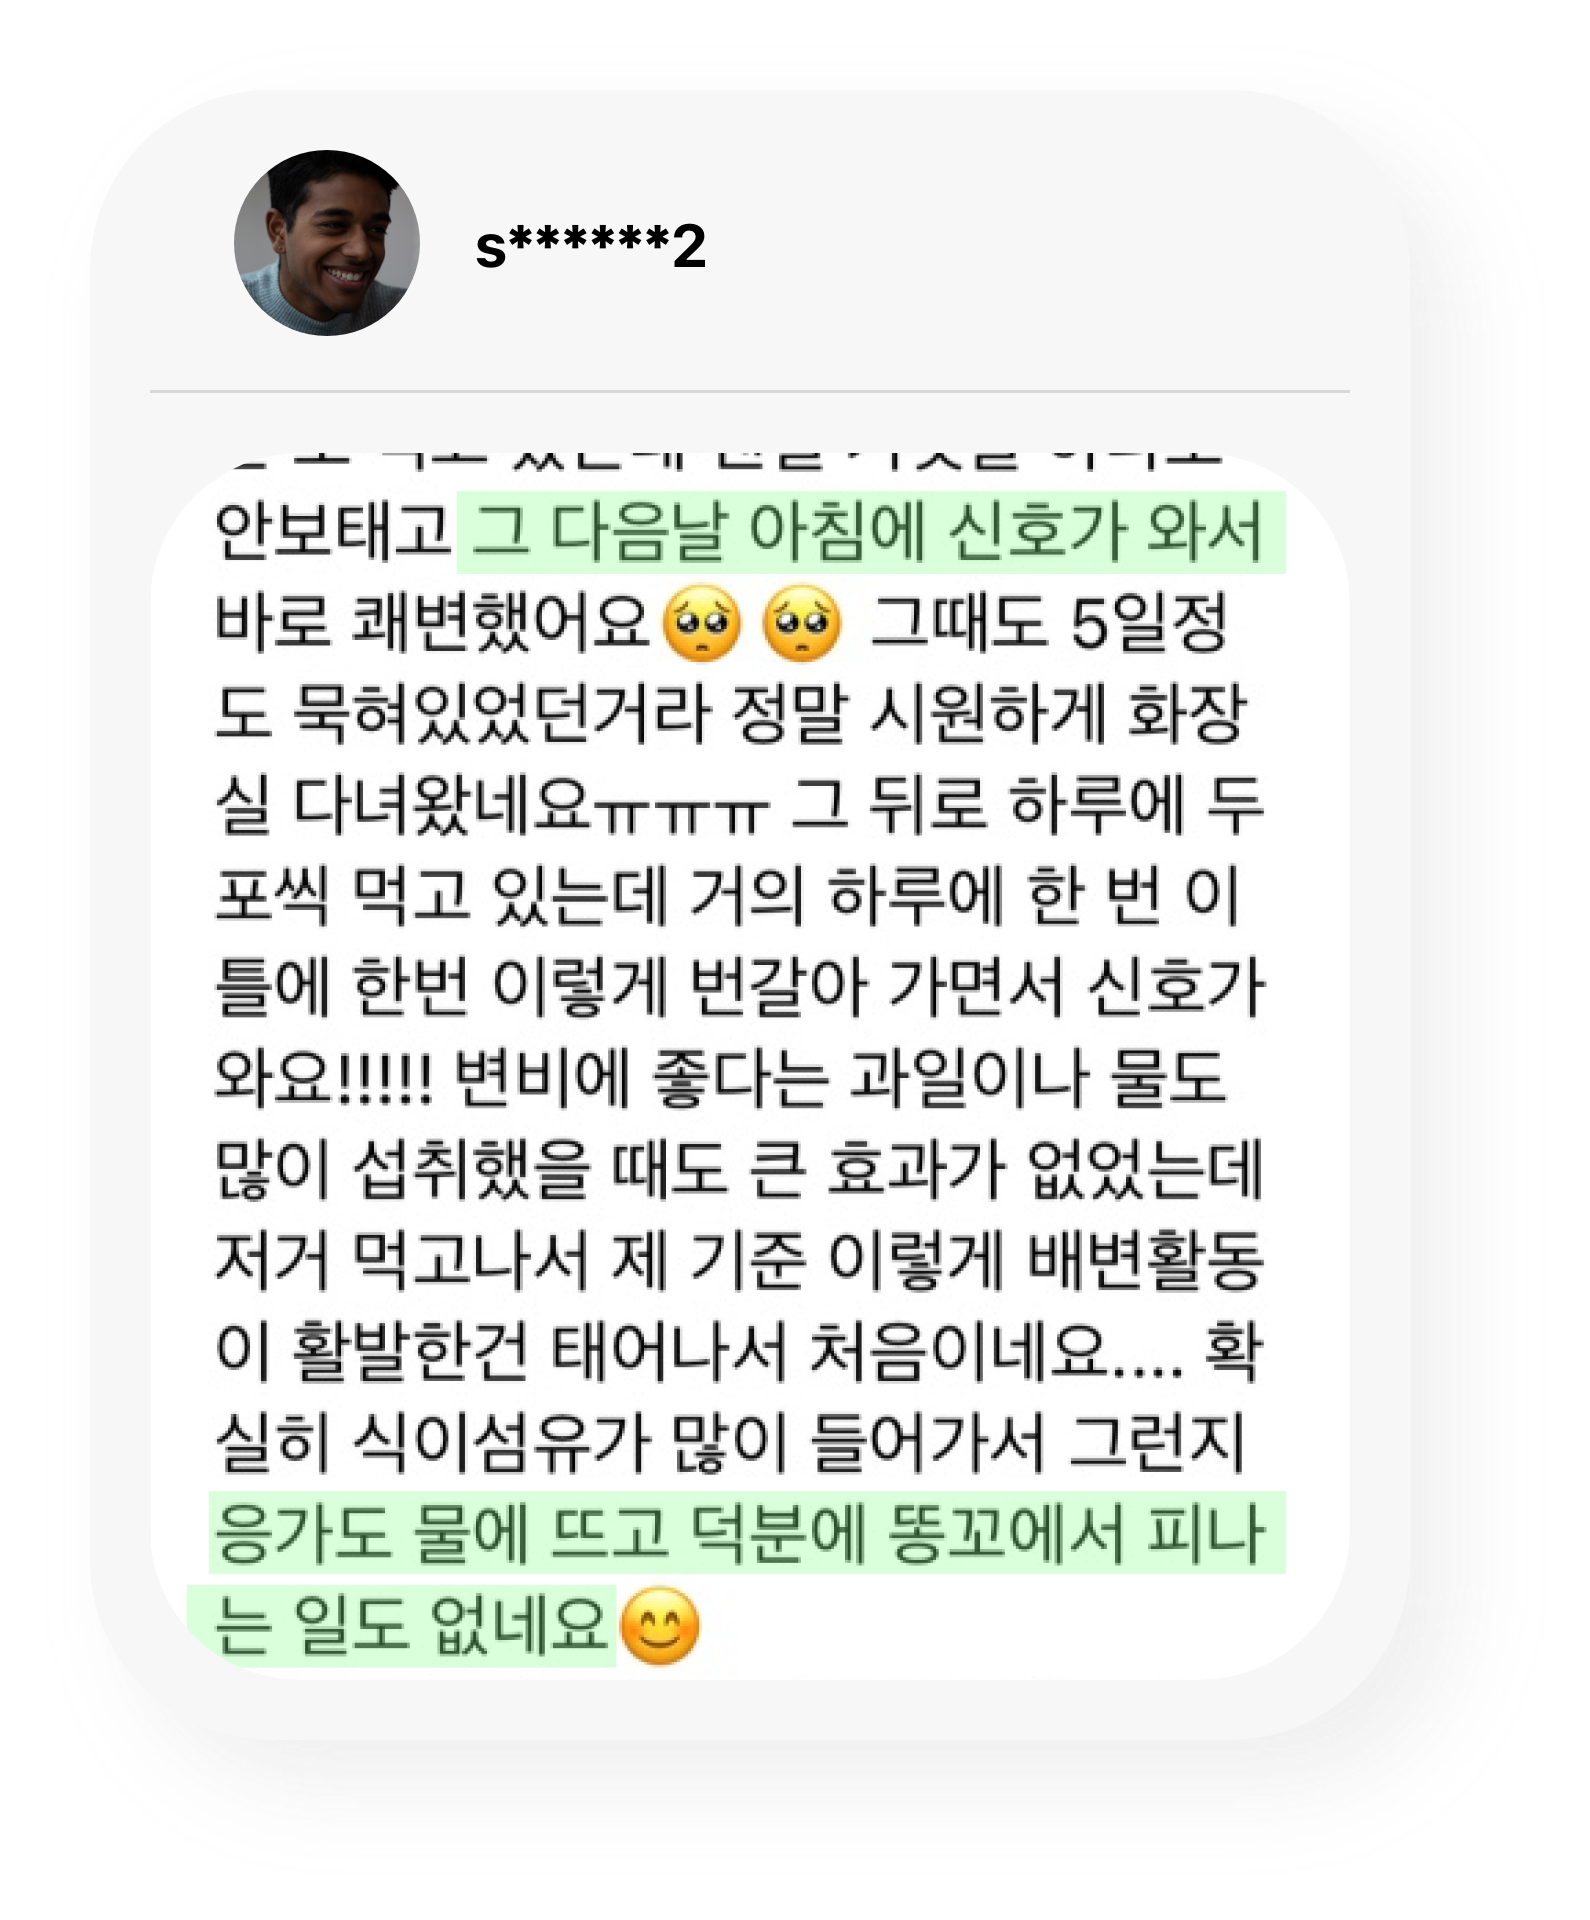 s******2
안보태고 그 다음날 아침에 신호가 와서
바로 쾌변했어요🥺🥺 그때도 5일정
도 묵혀있었던거라 정말 시원하게 화장
실 다녀왔네요ㅠㅠㅠ 그 뒤로 하루에 두
포씩 먹고 있는데 거의 하루에 한 번 이
틀에 한번 이렇게 번갈아 가면서 신호가
와요!!!!! 변비에 좋다는 과일이나 물도
많이 섭취했을 때도 큰 효과가 없었는데
저거 먹고나서 제 기준 이렇게 배변활동
이 활발한건 태어나서 처음이네요.... 확
실히 식이섬유가 많이 들어가서 그런지
응가도 물에 뜨고 덕분에 똥꼬에서 피나
는 일도 없네요😊